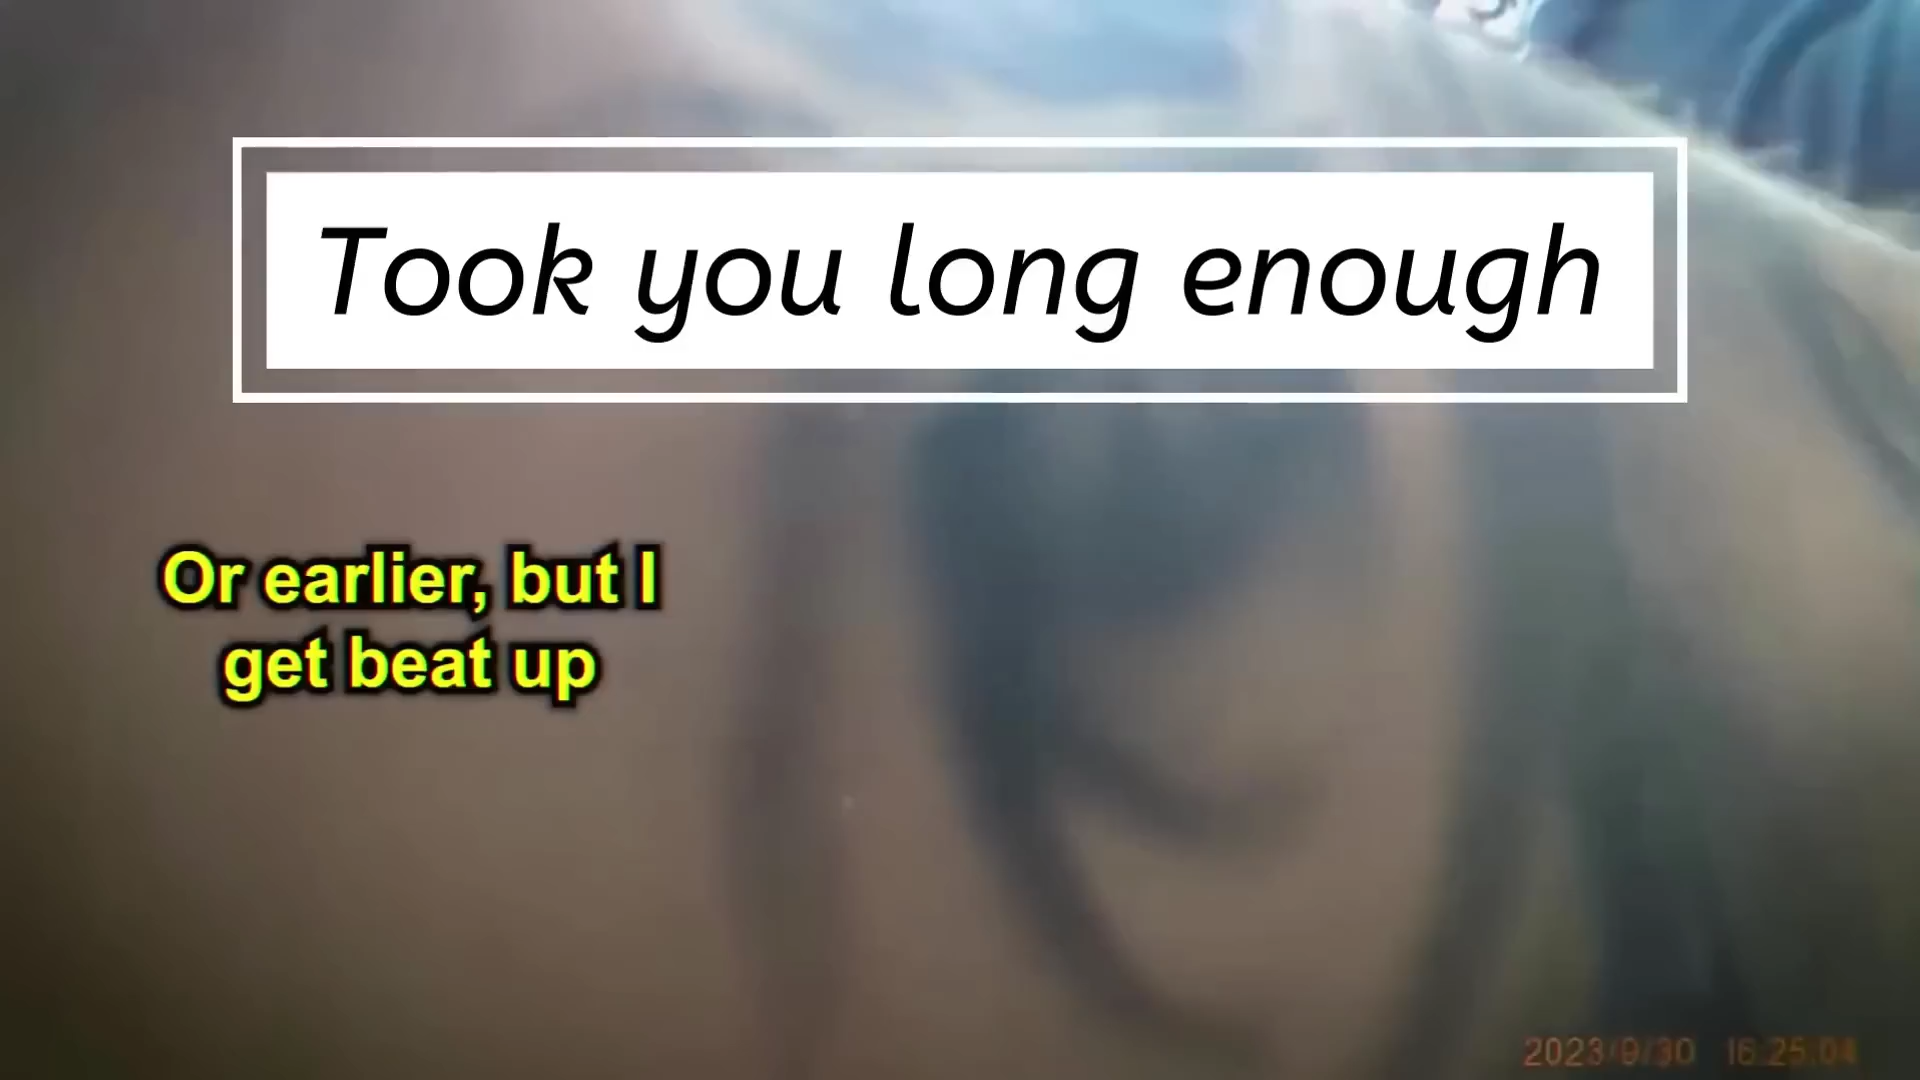 Took you long enough
Or earlier, but I
get beat up
2023/9/30 16:25:04